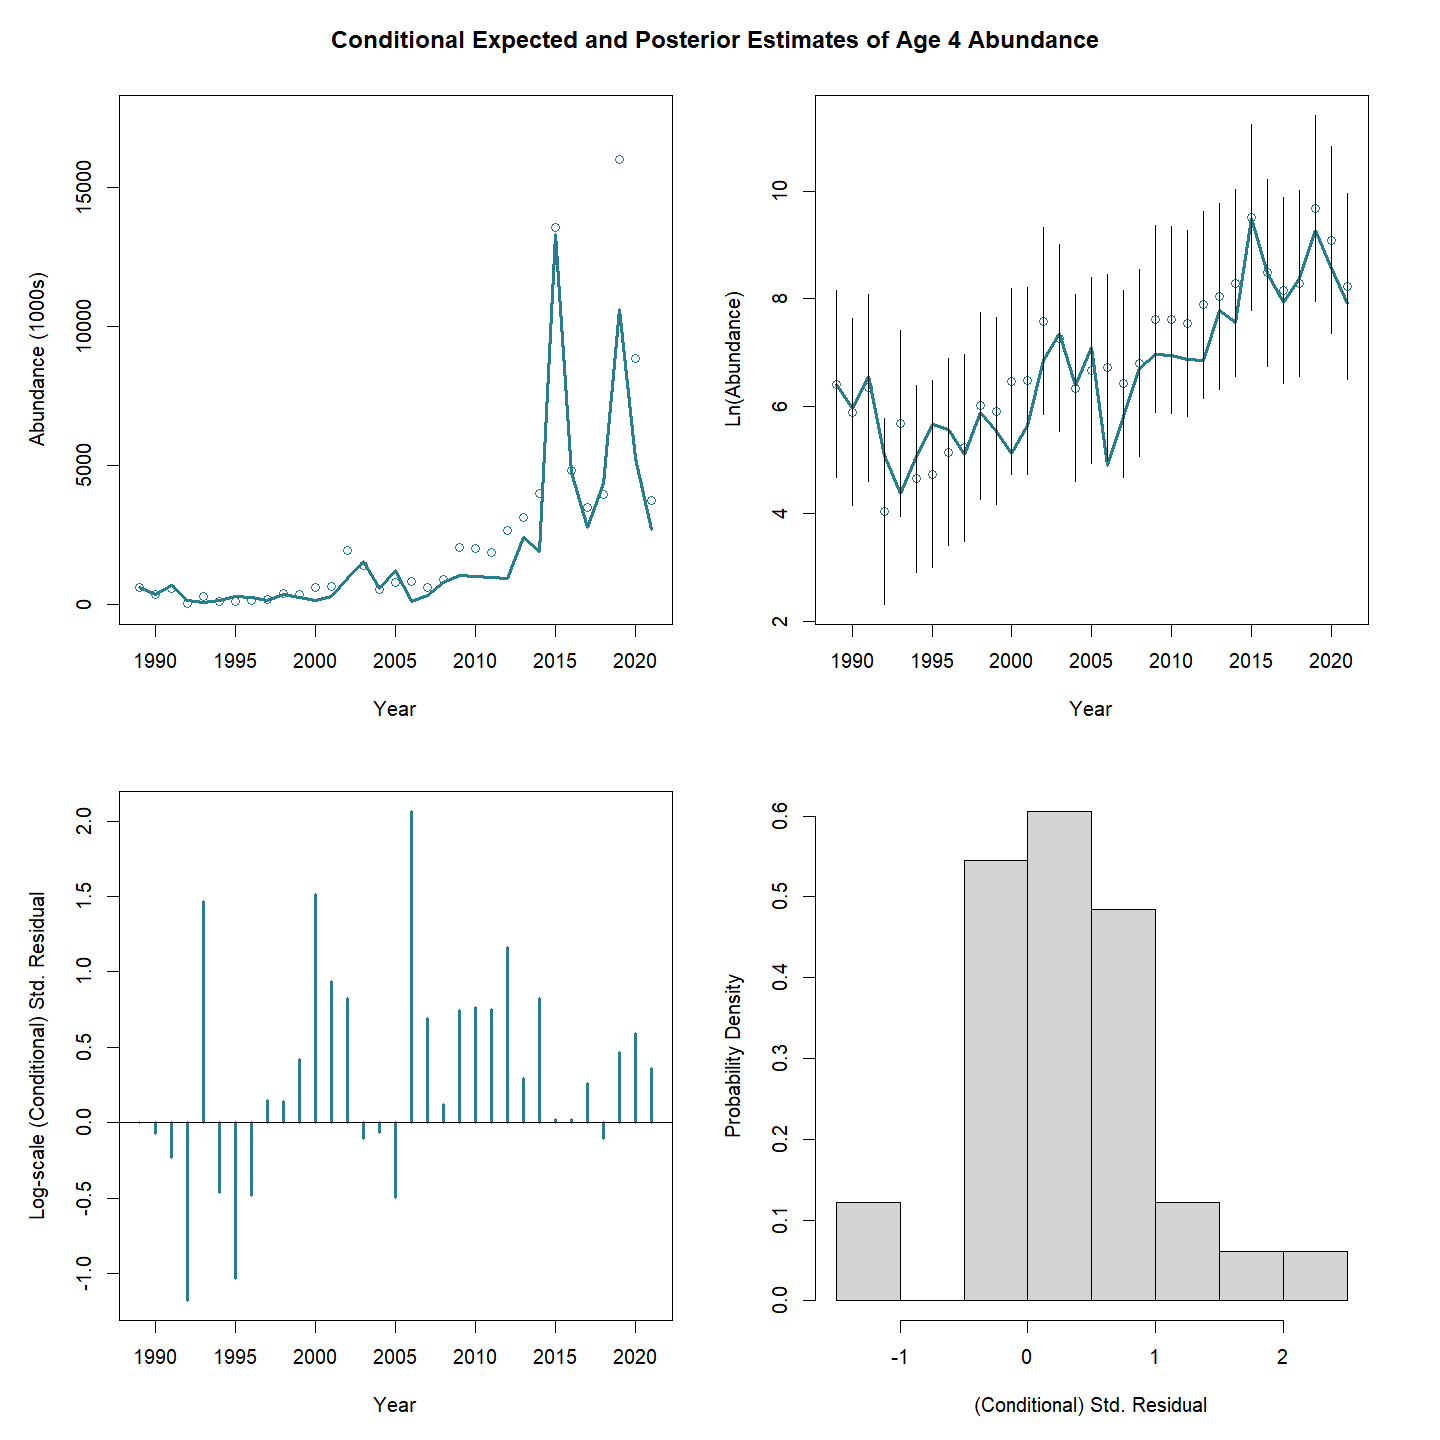 Conditional Expected and Posterior Estimates of Age 4 Abundance
Abundance (1000s)
15000
10000
5000
0
1990 1995 2000 2005 2010 2015 2020
Year
Ln(Abundance)
10
8
6
4
2
1990 1995 2000 2005 2010 2015 2020
Year
Log-scale (Conditional) Std. Residual
2.0
1.5
1.0
0.5
0.0
-0.5
-1.0
1990 1995 2000 2005 2010 2015 2020
Year
Probability Density
0.6
0.5
0.4
0.3
0.2
0.1
0.0
-1 0 1 2
(Conditional) Std. Residual